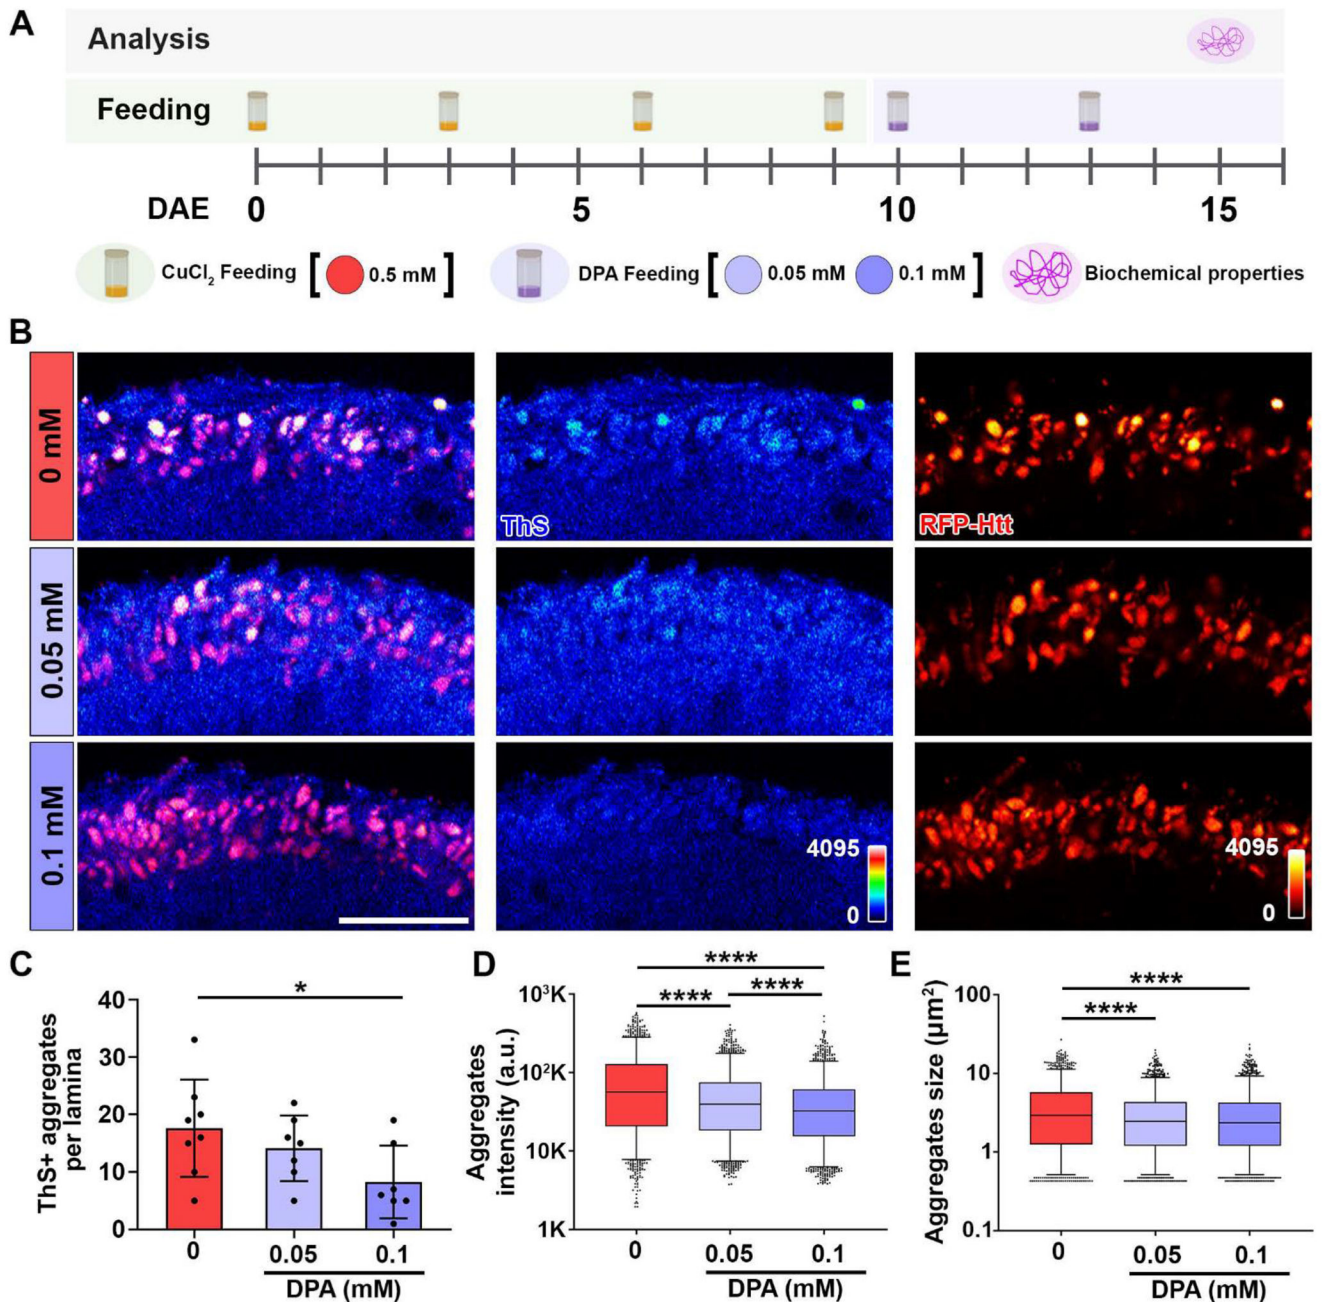 A
Analysis
Feeding
DAE 0 5 10 15
CuCl₂ Feeding [ 0.5 mM ] DPA Feeding [ 0.05 mM 0.1 mM ] Biochemical properties
B
0 mM
ThS
RFP-Htt
0.05 mM
0.1 mM
4095
0
4095
0
C
ThS+ aggregates
per lamina
40
30
20
10
0
*
0 0.05 0.1
DPA (mM)
D
Aggregates
intensity (a.u.)
10³K
10²K
10K
1K
****
**** ****
0 0.05 0.1
DPA (mM)
E
Aggregates size (μm²)
100
10
1
0.1
****
****
0 0.05 0.1
DPA (mM)